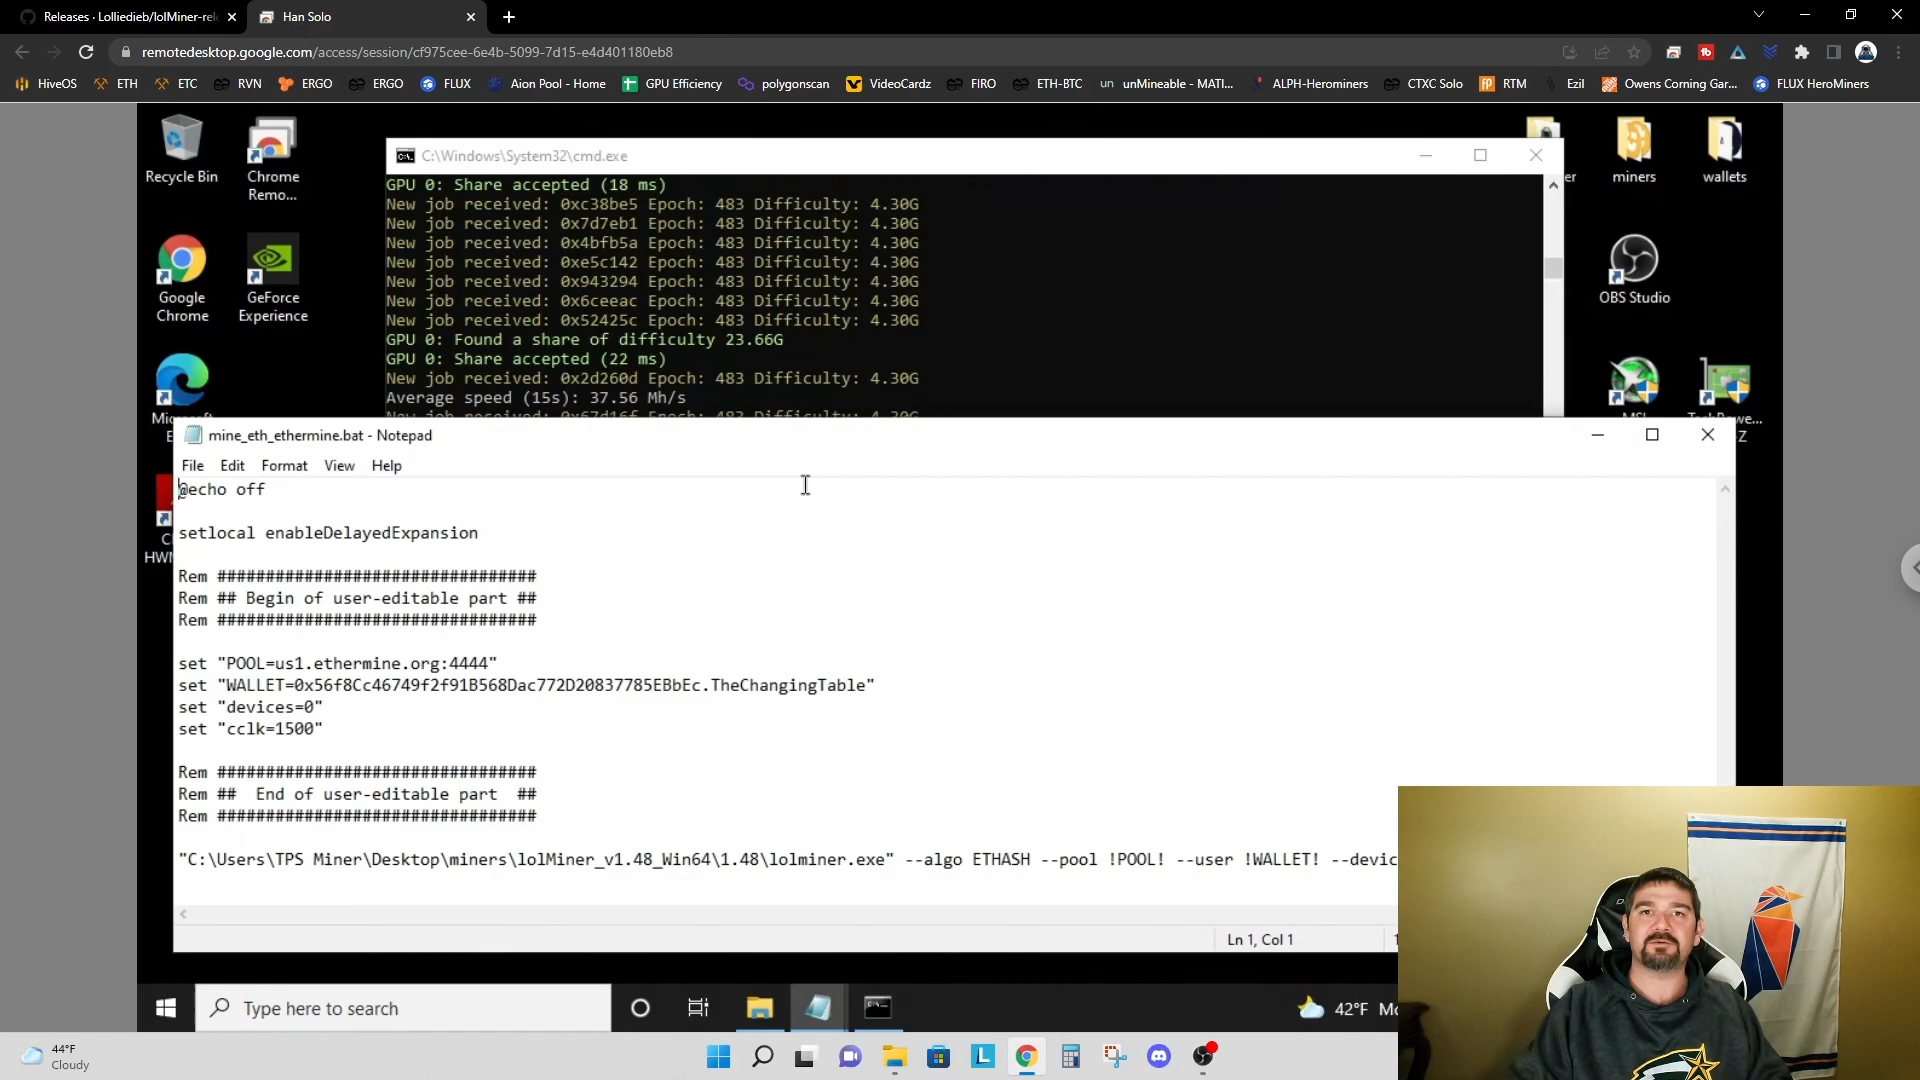 Releases · Lolliedieb/lolMiner-rel
Han Solo
remotedesktop.google.com/access/session/cf975cee-6e4b-5099-7d15-e4d401180eb8
HiveOS
ETH
ETC
RVN
ERGO
ERGO
FLUX
Aion Pool - Home
GPU Efficiency
polygonscan
VideoCardz
FIRO
ETH-BTC
unMineable - MATI...
ALPH-Herominers
CTXC Solo
RTM
Ezil
Owens Corning Gar...
FLUX HeroMiners
Recycle Bin
Chrome
Remo...
Google
Chrome
GeForce
Experience
C:\Windows\System32\cmd.exe
GPU 0: Share accepted (18 ms)
New job received: 0xc38be5 Epoch: 483 Difficulty: 4.30G
New job received: 0x7d7eb1 Epoch: 483 Difficulty: 4.30G
New job received: 0x4bfb5a Epoch: 483 Difficulty: 4.30G
New job received: 0xe5c142 Epoch: 483 Difficulty: 4.30G
New job received: 0x943294 Epoch: 483 Difficulty: 4.30G
New job received: 0x6ceeac Epoch: 483 Difficulty: 4.30G
New job received: 0x52425c Epoch: 483 Difficulty: 4.30G
GPU 0: Found a share of difficulty 23.66G
GPU 0: Share accepted (22 ms)
New job received: 0x2d260d Epoch: 483 Difficulty: 4.30G
Average speed (15s): 37.56 Mh/s
er
miners
wallets
OBS Studio
Z
HWM
mine_eth_ethermine.bat - Notepad
File Edit Format View Help
@echo off
setlocal enableDelayedExpansion
Rem #################################
Rem ## Begin of user-editable part ##
Rem #################################
set "POOL=us1.ethermine.org:4444"
set "WALLET=0x56f8Cc46749f2f91B568Dac772D20837785EBbEc.TheChangingTable"
set "devices=0"
set "cclk=1500"
Rem #################################
Rem ##  End of user-editable part  ##
Rem #################################
"C:\Users\TPS Miner\Desktop\miners\lolMiner_v1.48_Win64\1.48\lolminer.exe" --algo ETHASH --pool !POOL! --user !WALLET! --devic
Ln 1, Col 1
Type here to search
42°F
44°F
Cloudy